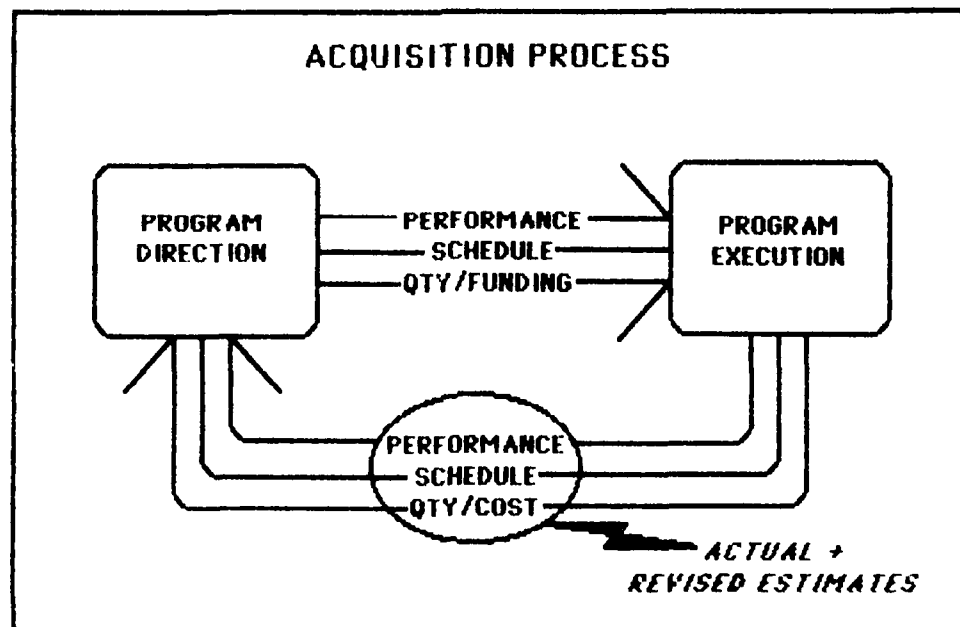 ACQUISITION PROCESS
PROGRAM
DIRECTION
PERFORMANCE
SCHEDULE
QTY/FUNDING
PROGRAM
EXECUTION
PERFORMANCE
SCHEDULE
QTY/COST
ACTUAL +
REVISED ESTIMATES